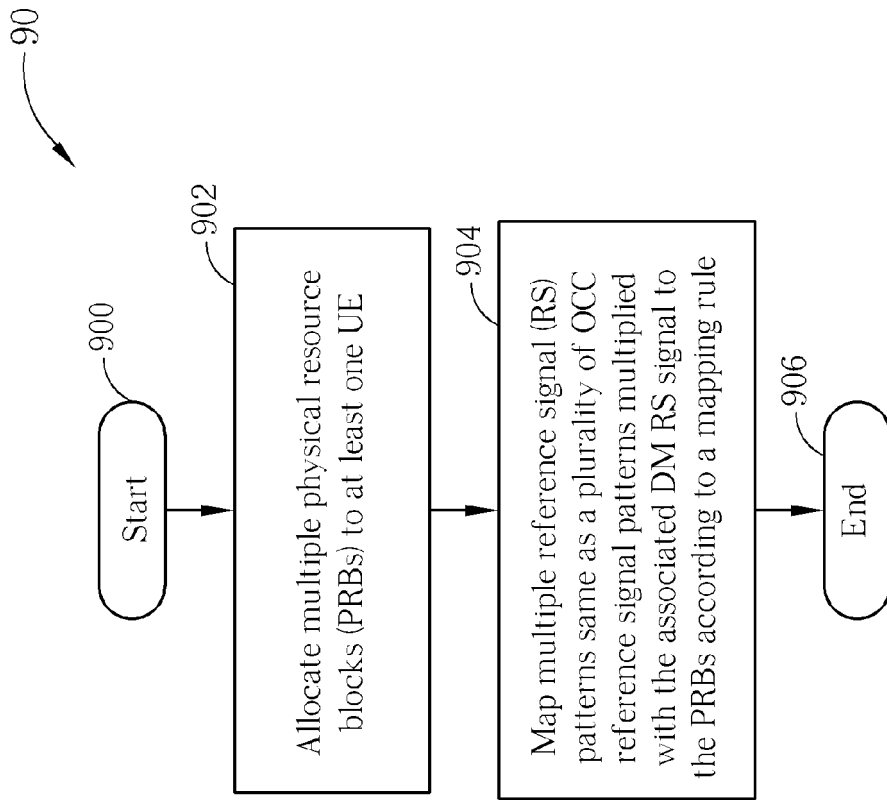 90
900
Start
902
Allocate multiple physical resource
blocks (PRBs) to at least one UE
904
Map multiple reference signal (RS)
patterns same as a plurality of OCC
reference signal patterns multiplied
with the associated DM RS signal to
the PRBs according to a mapping rule
906
End